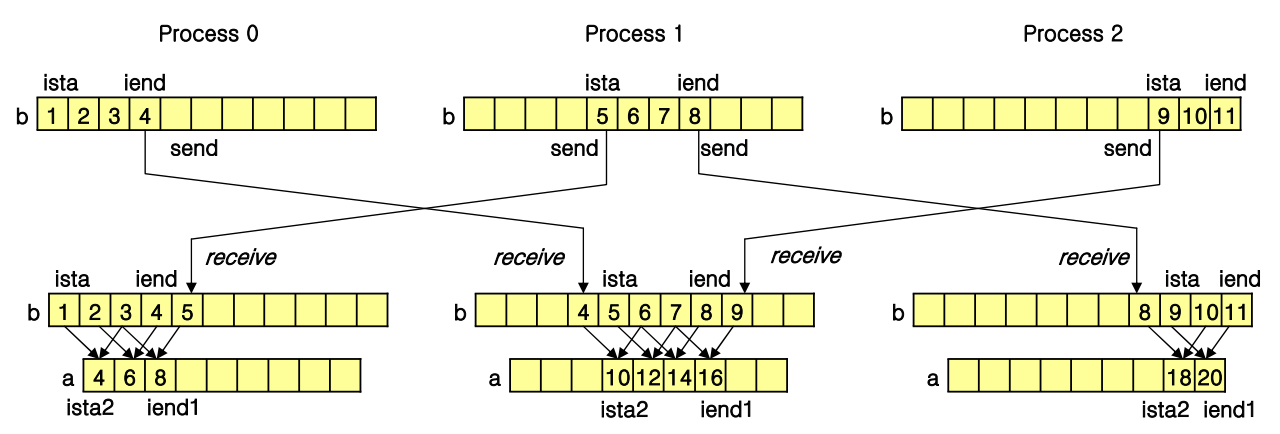 Process 0 Process 1 Process 2
ista iend ista iend ista iend
b 1 2 3 4 b 5 6 7 8 b 9 10 11
send send send send
receive receive receive receive
ista iend ista iend ista iend
b 1 2 3 4 5 b 4 5 6 7 8 9 b 8 9 10 11
a 4 6 8 a 10 12 14 16 a 18 20
ista2 iend1 ista2 iend1 ista2 iend1